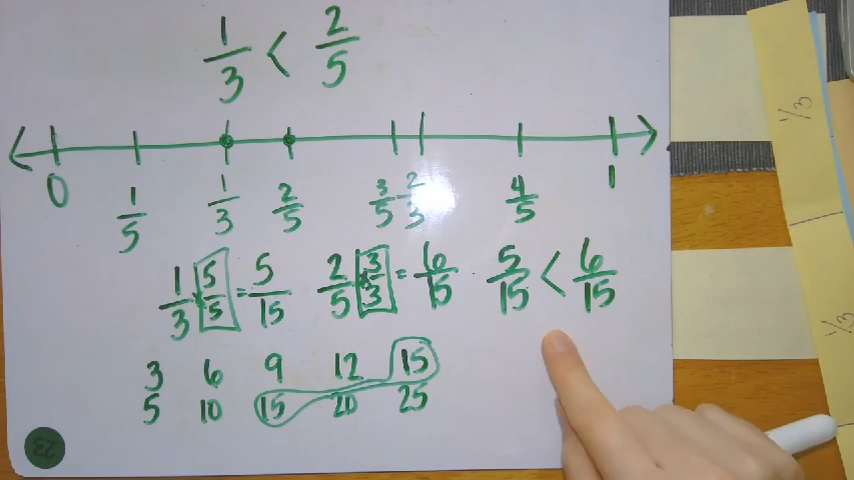 1/3 < 2/5
0 1/5 1/3 2/5 3/5 2/3 4/5 1
1/3 × 5/5 = 5/15 2/5 × 3/3 = 6/15 5/15 < 6/15
3 6 9 12 15
5 10 15 20 25
23
1/3
1/3